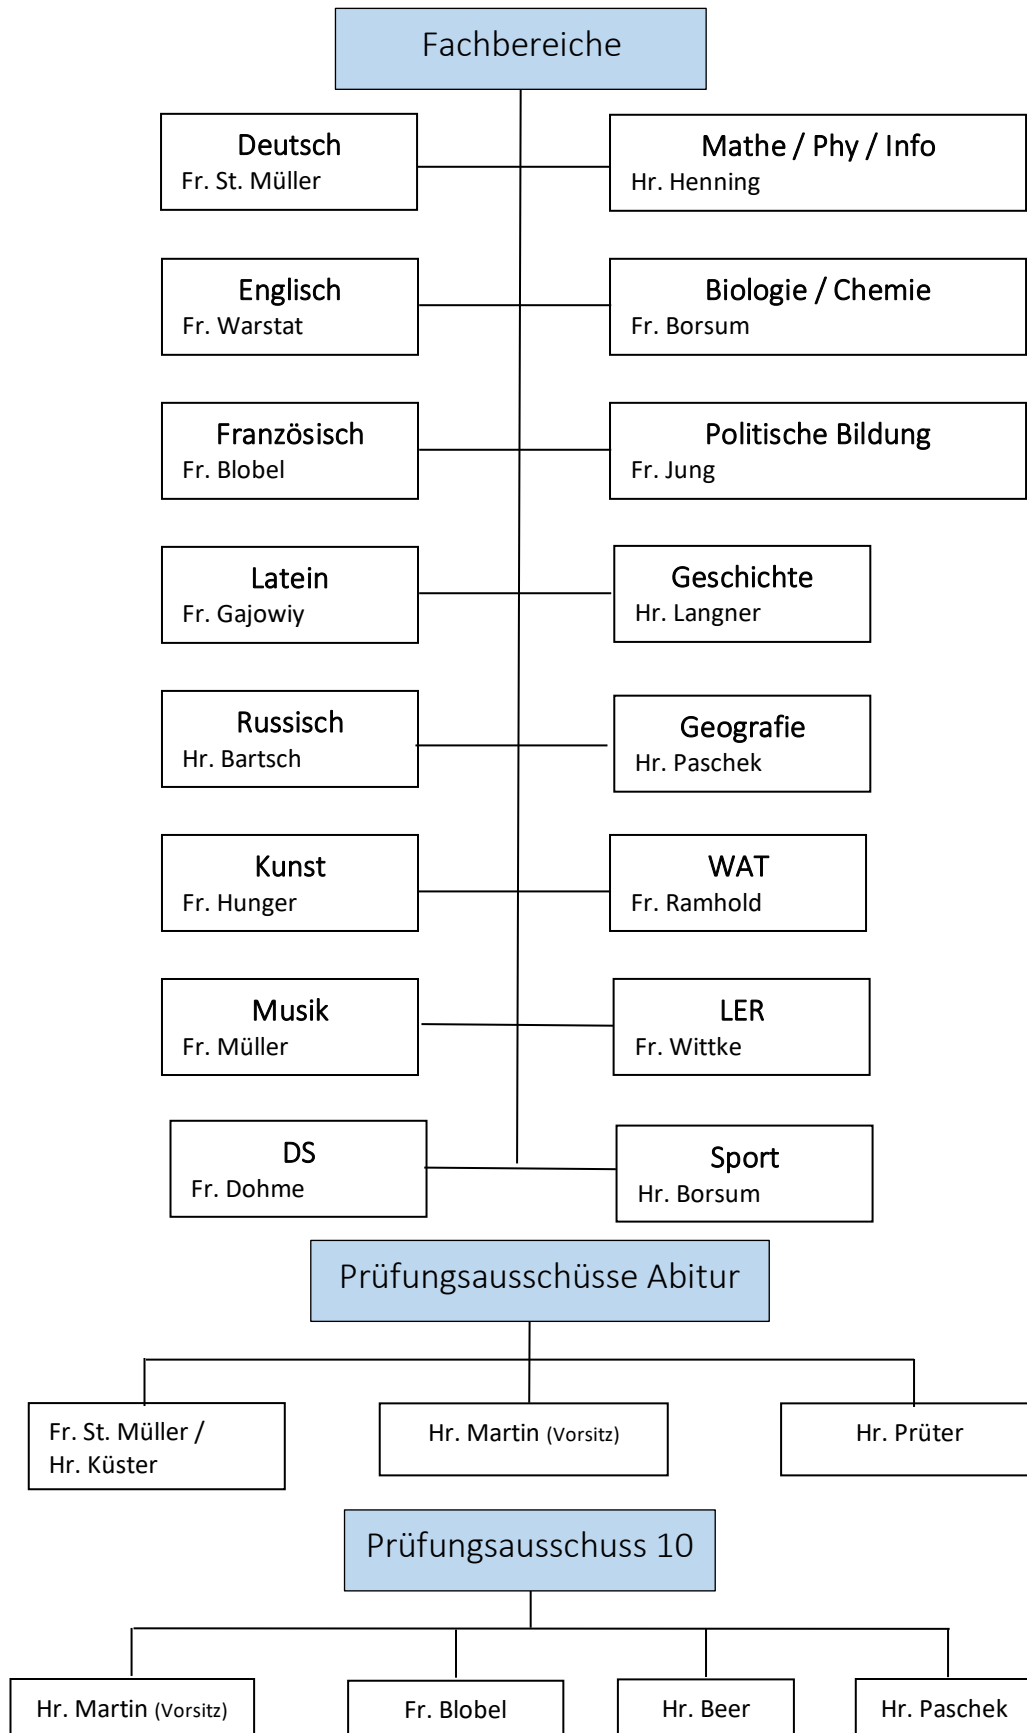 Fachbereiche
Deutsch
Fr. St. Müller
Mathe / Phy / Info
Hr. Henning
Englisch
Fr. Warstat
Biologie / Chemie
Fr. Borsum
Französisch
Fr. Blobel
Politische Bildung
Fr. Jung
Latein
Fr. Gajowiy
Geschichte
Hr. Langner
Russisch
Hr. Bartsch
Geografie
Hr. Paschek
Kunst
Fr. Hunger
WAT
Fr. Ramhold
Musik
Fr. Müller
LER
Fr. Wittke
DS
Fr. Dohme
Sport
Hr. Borsum
Prüfungsausschüsse Abitur
Fr. St. Müller /
Hr. Küster
Hr. Martin (Vorsitz)
Hr. Prüter
Prüfungsausschuss 10
Hr. Martin (Vorsitz)
Fr. Blobel
Hr. Beer
Hr. Paschek